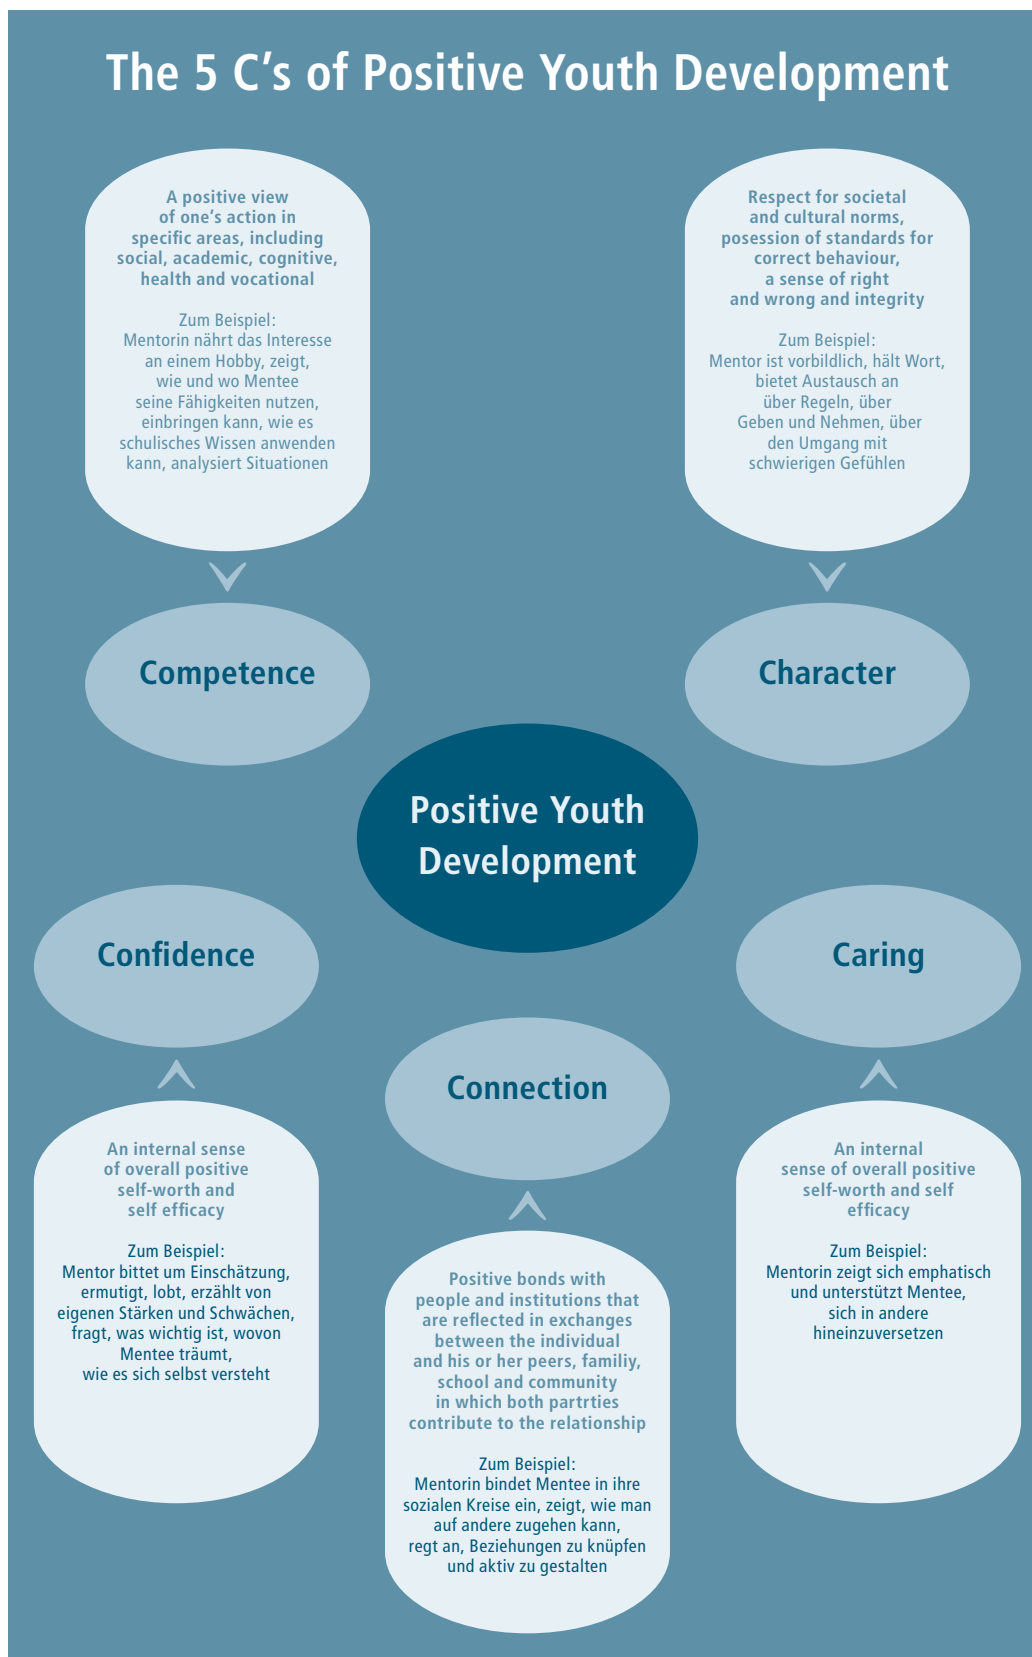 The 5 C's of Positive Youth Development
A positive view
of one's action in
specific areas, including
social, academic, cognitive,
health and vocational
Zum Beispiel:
Mentorin nährt das Interesse
an einem Hobby, zeigt,
wie und wo Mentee
seine Fähigkeiten nutzen,
einbringen kann, wie es
schulisches Wissen anwenden
kann, analysiert Situationen
Respect for societal
and cultural norms,
posession of standards for
correct behaviour,
a sense of right
and wrong and integrity
Zum Beispiel:
Mentor ist vorbildlich, hält Wort,
bietet Austausch an
über Regeln, über
Geben und Nehmen, über
den Umgang mit
schwierigen Gefühlen
Competence
Character
Positive Youth
Development
Confidence
Caring
Connection
An internal sense
of overall positive
self-worth and
self efficacy
Zum Beispiel:
Mentor bittet um Einschätzung,
ermutigt, lobt, erzählt von
eigenen Stärken und Schwächen,
fragt, was wichtig ist, wovon
Mentee träumt,
wie es sich selbst versteht
Positive bonds with
people and institutions that
are reflected in exchanges
between the individual
and his or her peers, familiy,
school and community
in which both partrties
contribute to the relationship
Zum Beispiel:
Mentorin bindet Mentee in ihre
sozialen Kreise ein, zeigt, wie man
auf andere zugehen kann,
regt an, Beziehungen zu knüpfen
und aktiv zu gestalten
An internal
sense of overall positive
self-worth and self
efficacy
Zum Beispiel:
Mentorin zeigt sich emphatisch
und unterstützt Mentee,
sich in andere
hineinzuversetzen